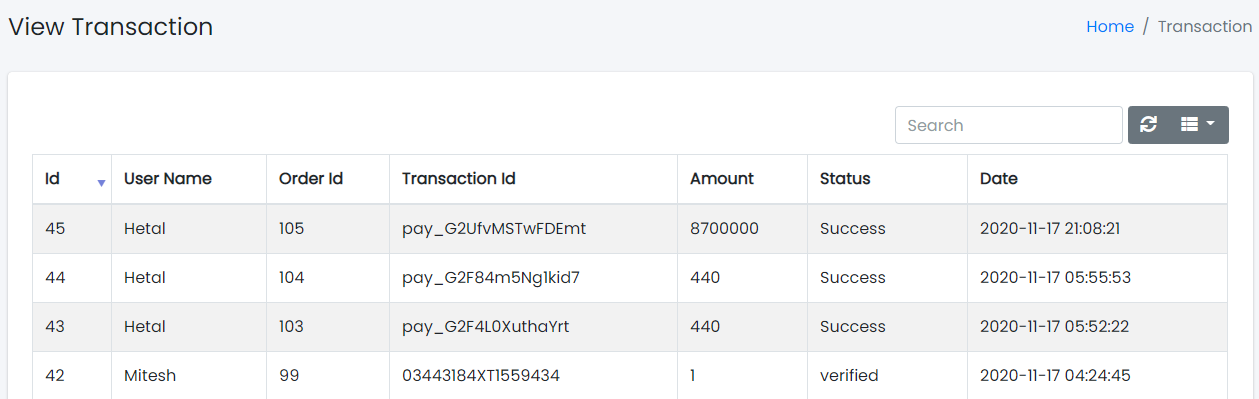 View Transaction
Home / Transaction
Search
Id User Name Order Id Transaction Id Amount Status Date
45 Hetal 105 pay_G2UfvMSTwFDEmt 8700000 Success 2020-11-17 21:08:21
44 Hetal 104 pay_G2F84m5Ng1kid7 440 Success 2020-11-17 05:55:53
43 Hetal 103 pay_G2F4L0XuthaYrt 440 Success 2020-11-17 05:52:22
42 Mitesh 99 03443184XT1559434 1 verified 2020-11-17 04:24:45